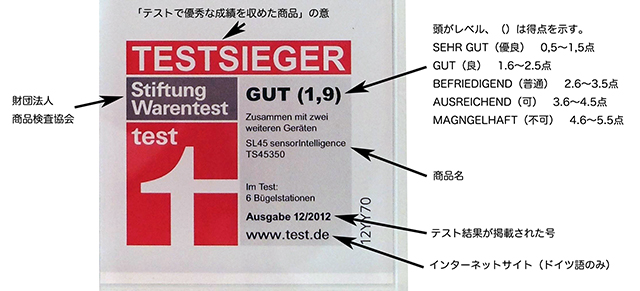 「テストで優秀な成績を収めた商品」の意
TESTSIEGER
Stiftung
Warentest
test
GUT (1,9)
Zusammen mit zwei
weiteren Geräten
SL45 sensorIntelligence
TS45350
Im Test:
6 Bügelstationen
Ausgabe 12/2012
www.test.de
12YY70
財団法人
商品検査協会
頭がレベル、（）は得点を示す。
SEHR GUT（優良） 0,5〜1,5点
GUT（良） 1.6〜2.5点
BEFRIEDIGEND（普通） 2.6〜3.5点
AUSREICHEND（可） 3.6〜4.5点
MAGNGELHAFT（不可） 4.6〜5.5点
商品名
テスト結果が掲載された号
インターネットサイト（ドイツ語のみ）